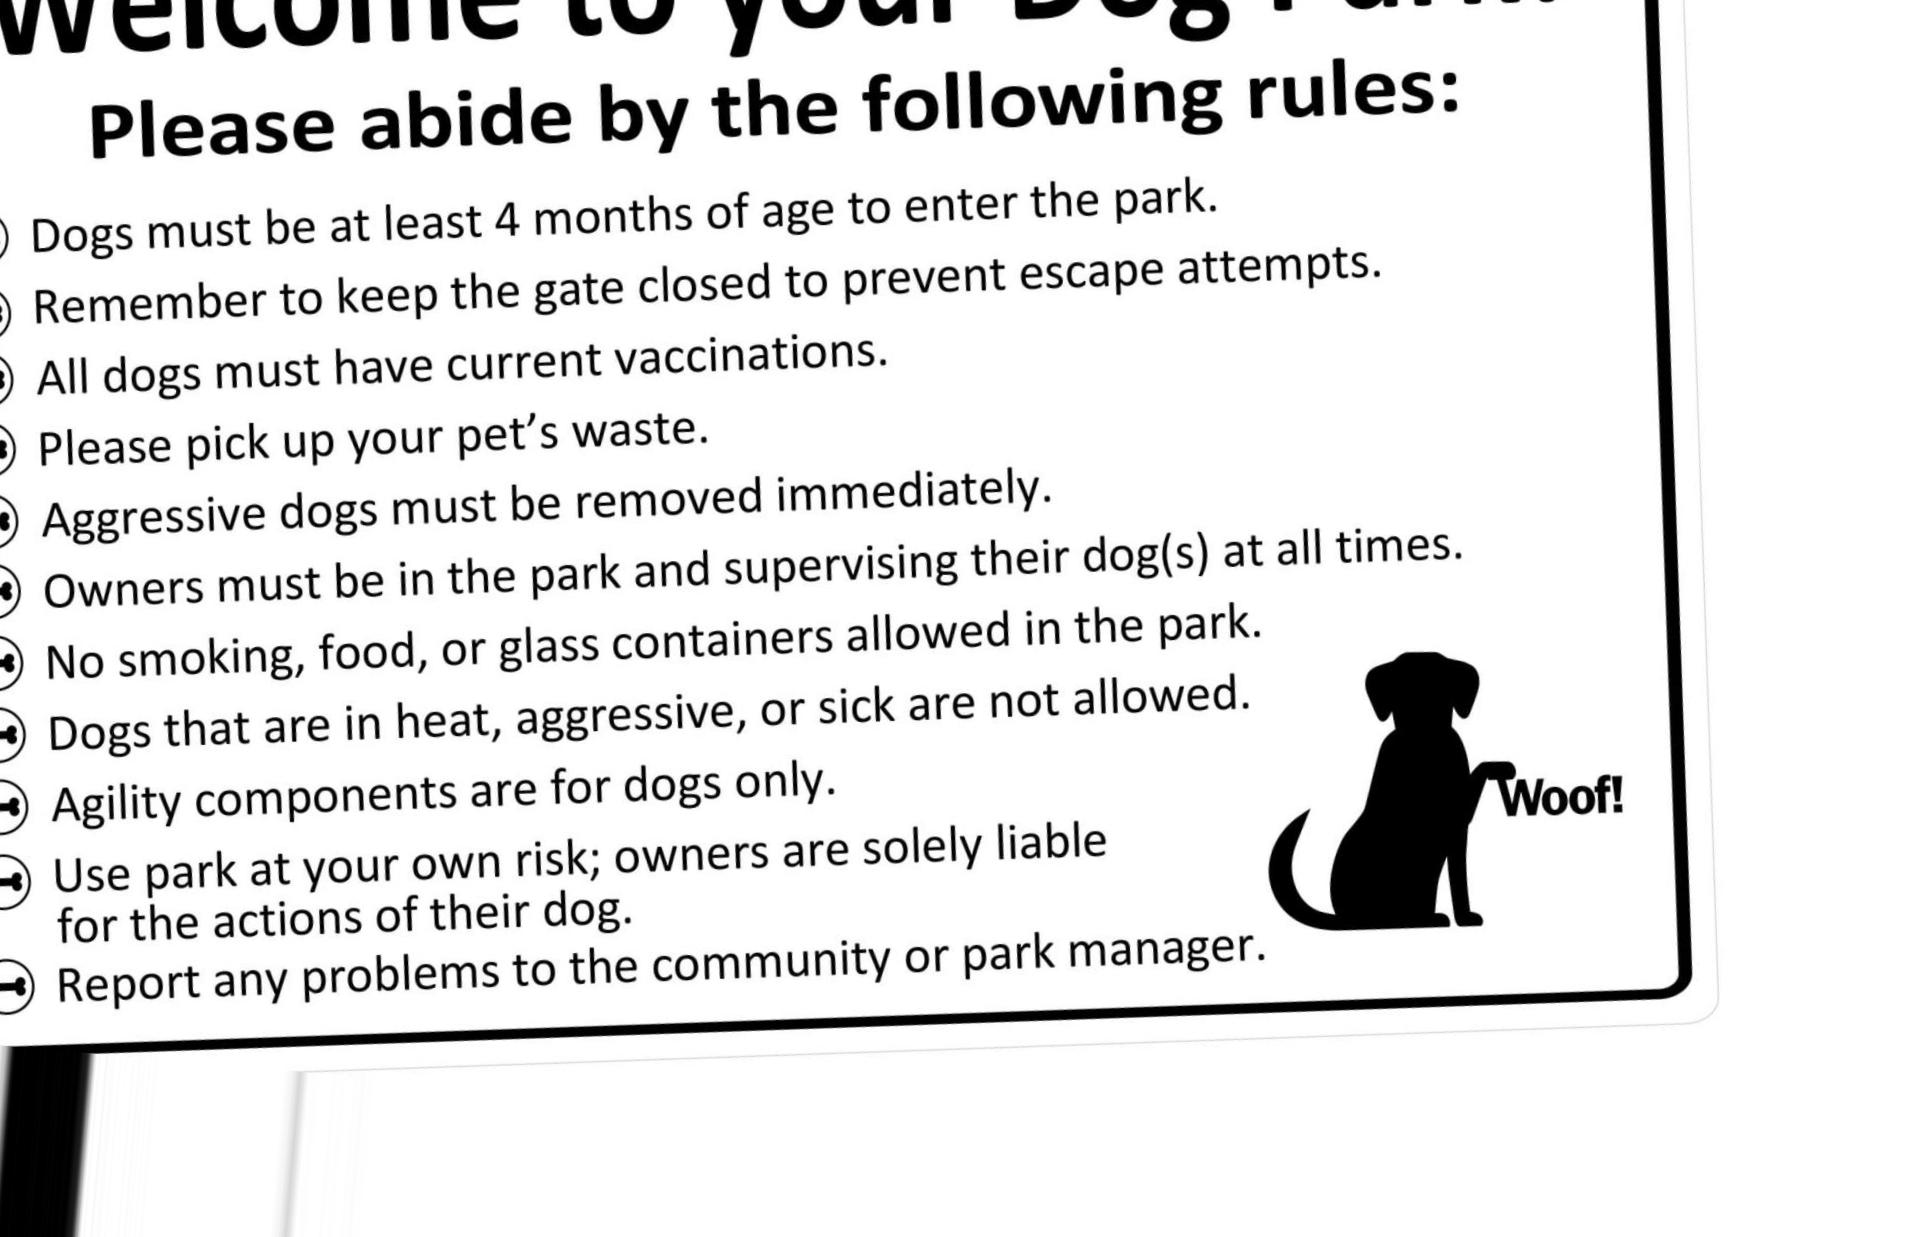 Welcome to your Dog Park!
Please abide by the following rules:
Dogs must be at least 4 months of age to enter the park.
Remember to keep the gate closed to prevent escape attempts.
All dogs must have current vaccinations.
Please pick up your pet’s waste.
Aggressive dogs must be removed immediately.
Owners must be in the park and supervising their dog(s) at all times.
No smoking, food, or glass containers allowed in the park.
Dogs that are in heat, aggressive, or sick are not allowed.
Agility components are for dogs only.
Woof!
Use park at your own risk; owners are solely liable
for the actions of their dog.
Report any problems to the community or park manager.